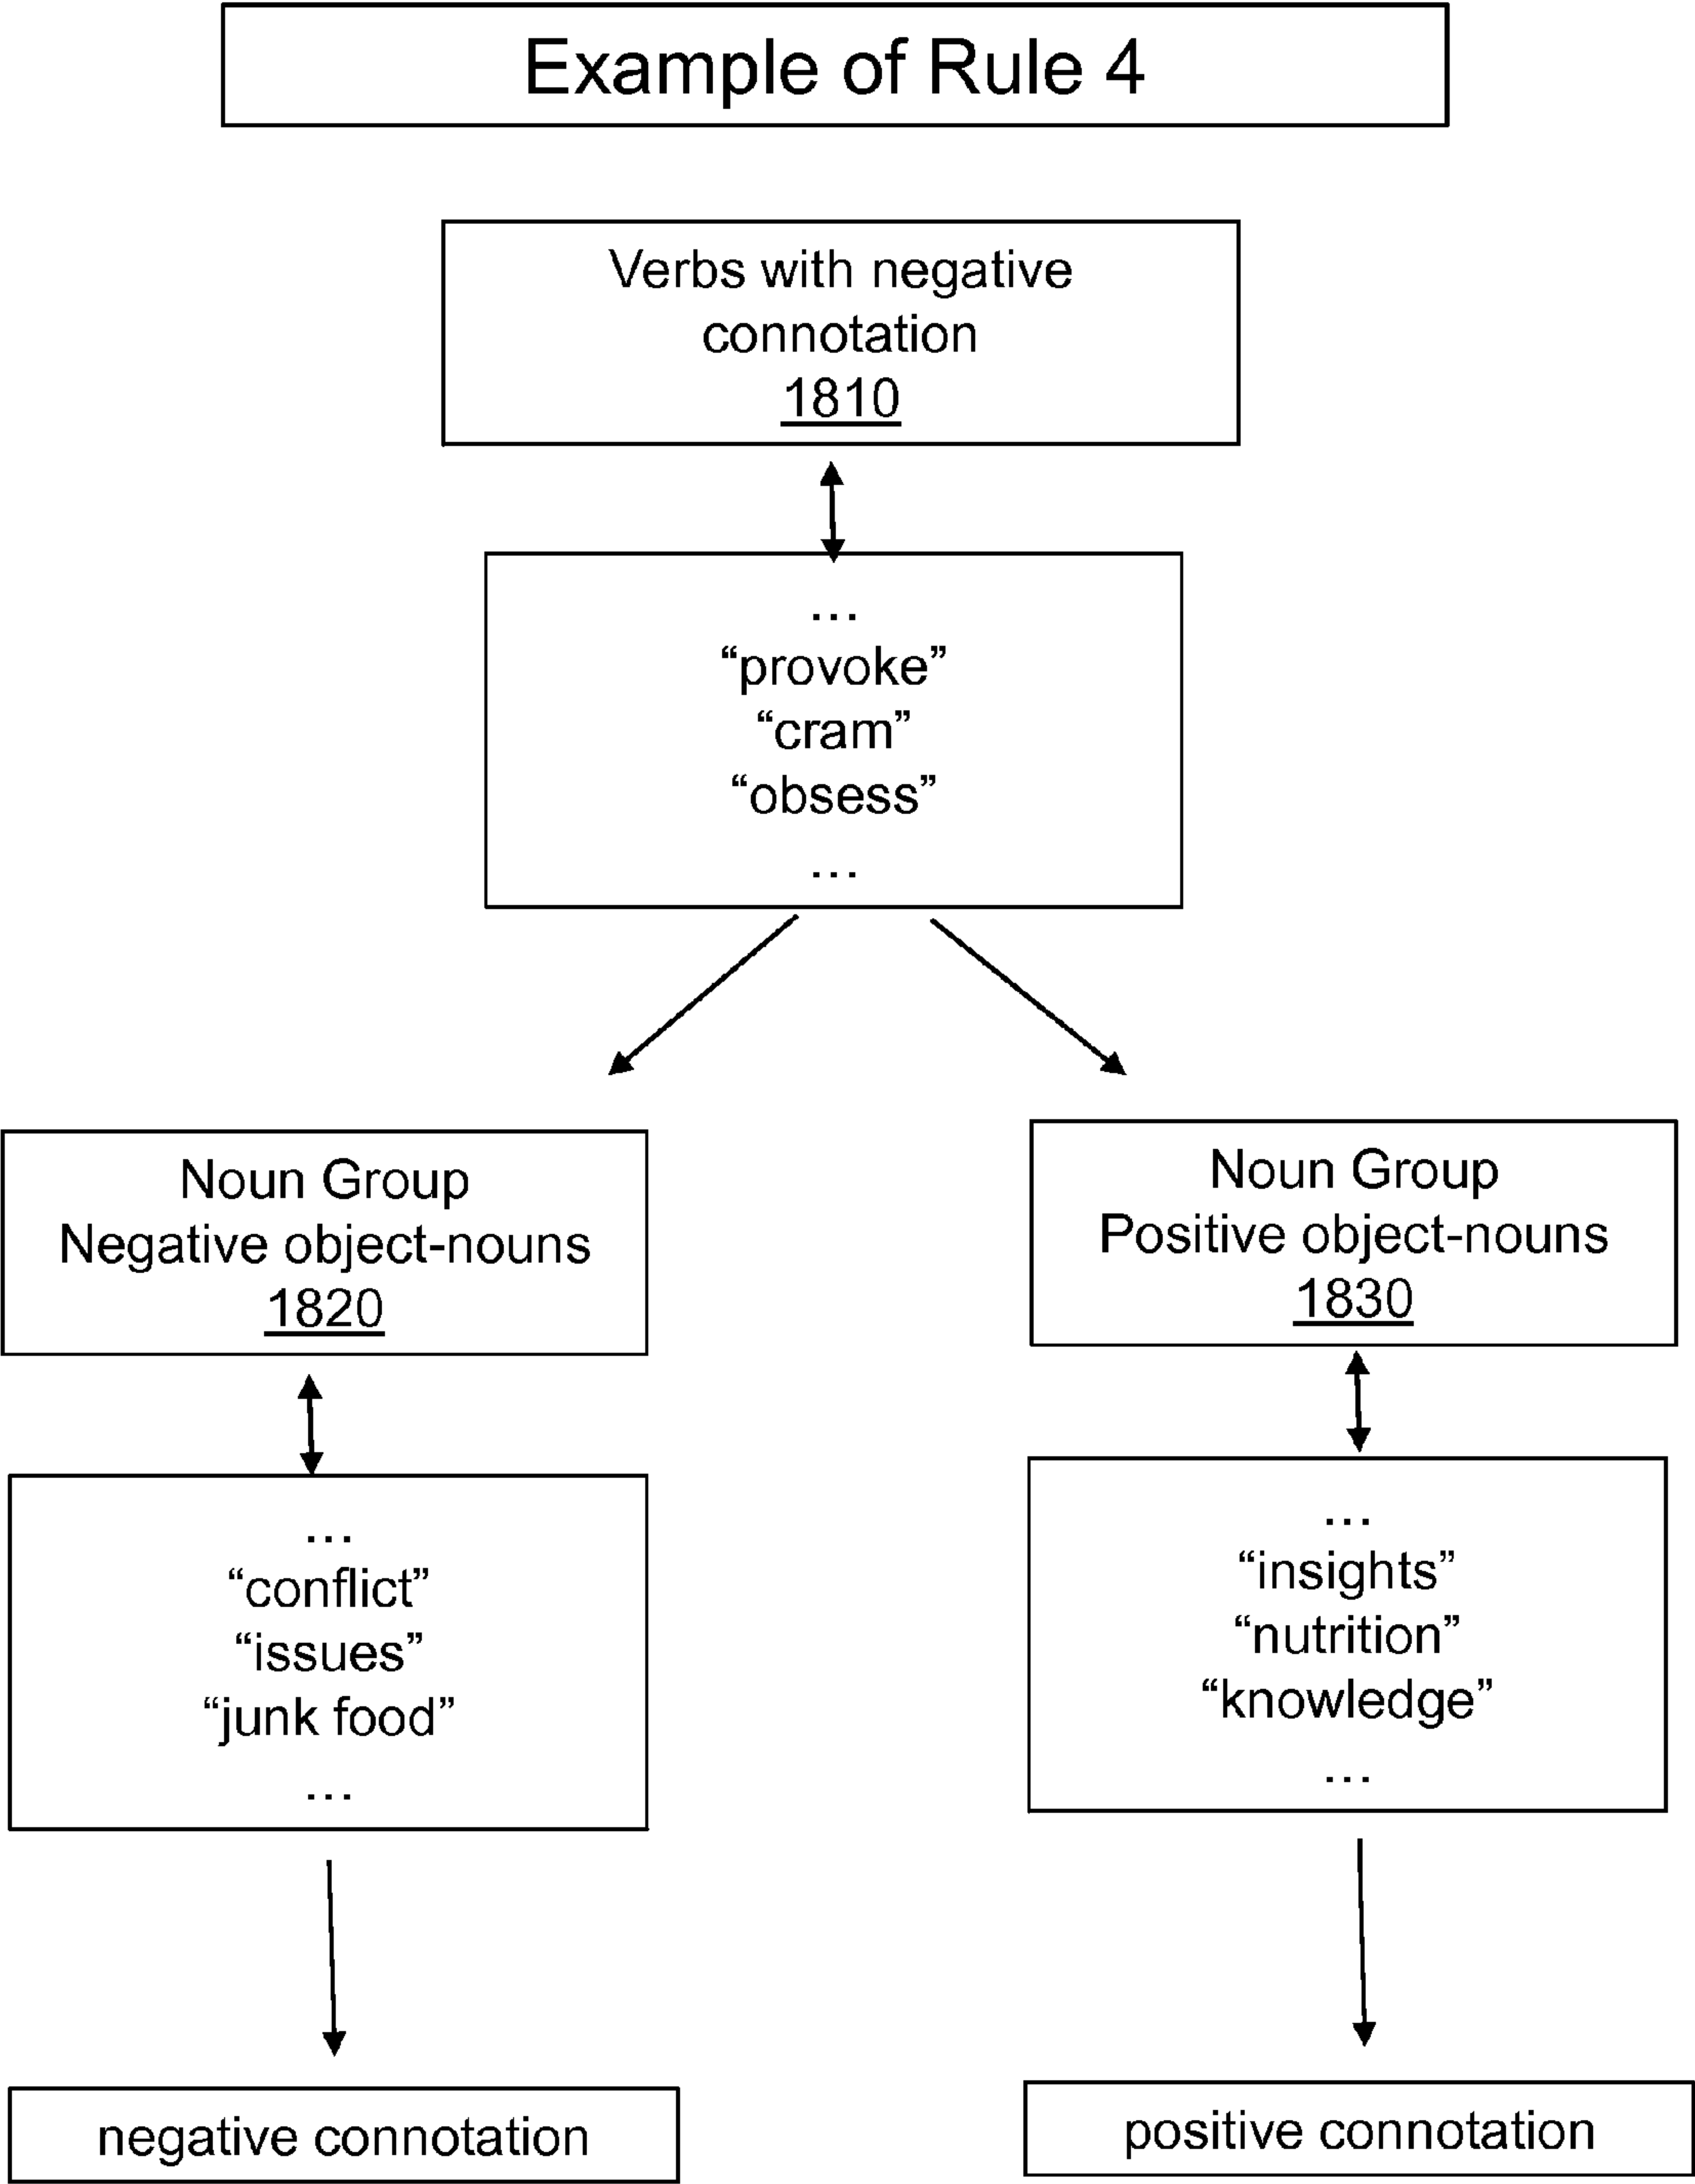 Example of Rule 4
Verbs with negative
connotation
1810
...
“provoke”
“cram”
“obsess”
...
Noun Group
Negative object-nouns
1820
...
“conflict”
“issues”
“junk food”
...
negative connotation
Noun Group
Positive object-nouns
1830
...
“insights”
“nutrition”
“knowledge”
...
positive connotation